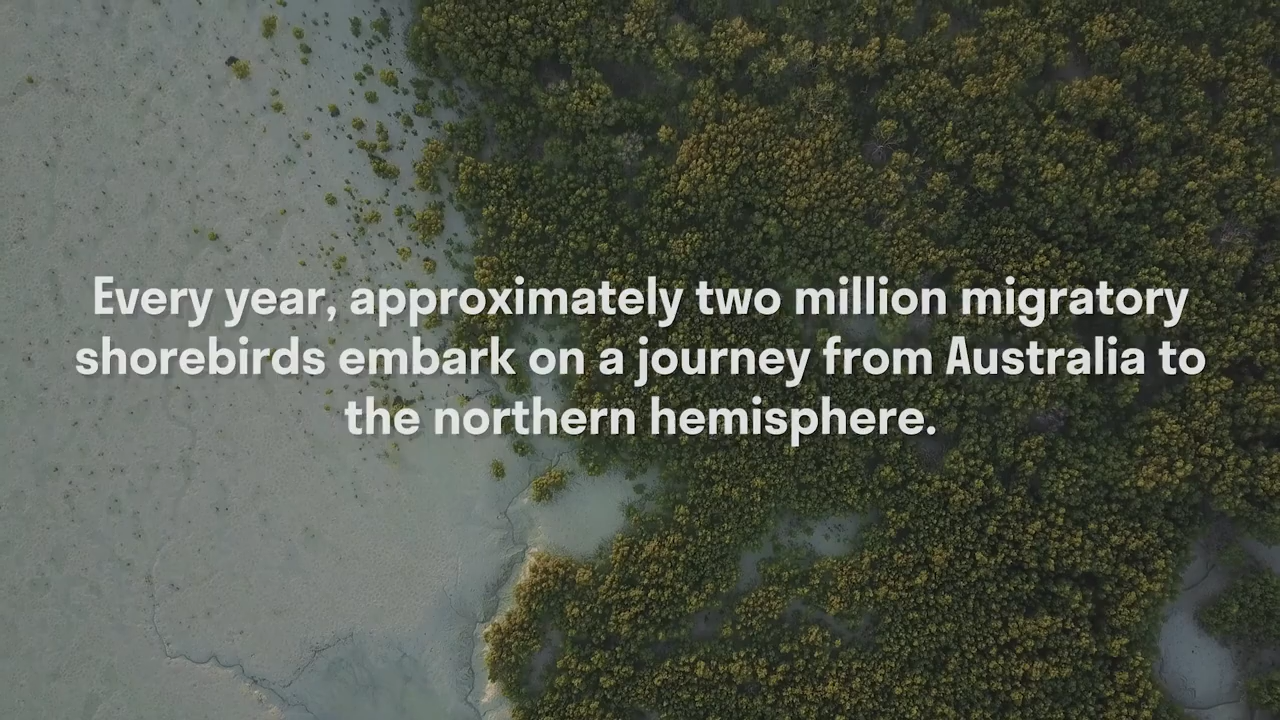 Every year, approximately two million migratory
shorebirds embark on a journey from Australia to
the northern hemisphere.